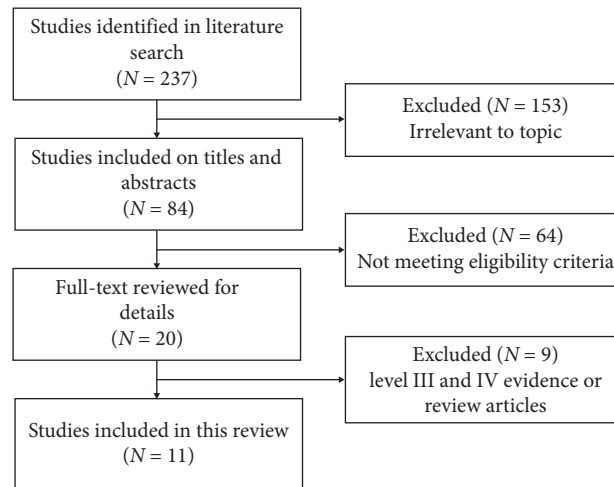 Studies identified in literature
search
(N = 237)
Excluded (N = 153)
Irrelevant to topic
Studies included on titles and
abstracts
(N = 84)
Excluded (N = 64)
Not meeting eligibility criteria
Full-text reviewed for
details
(N = 20)
Excluded (N = 9)
level III and IV evidence or
review articles
Studies included in this review
(N = 11)